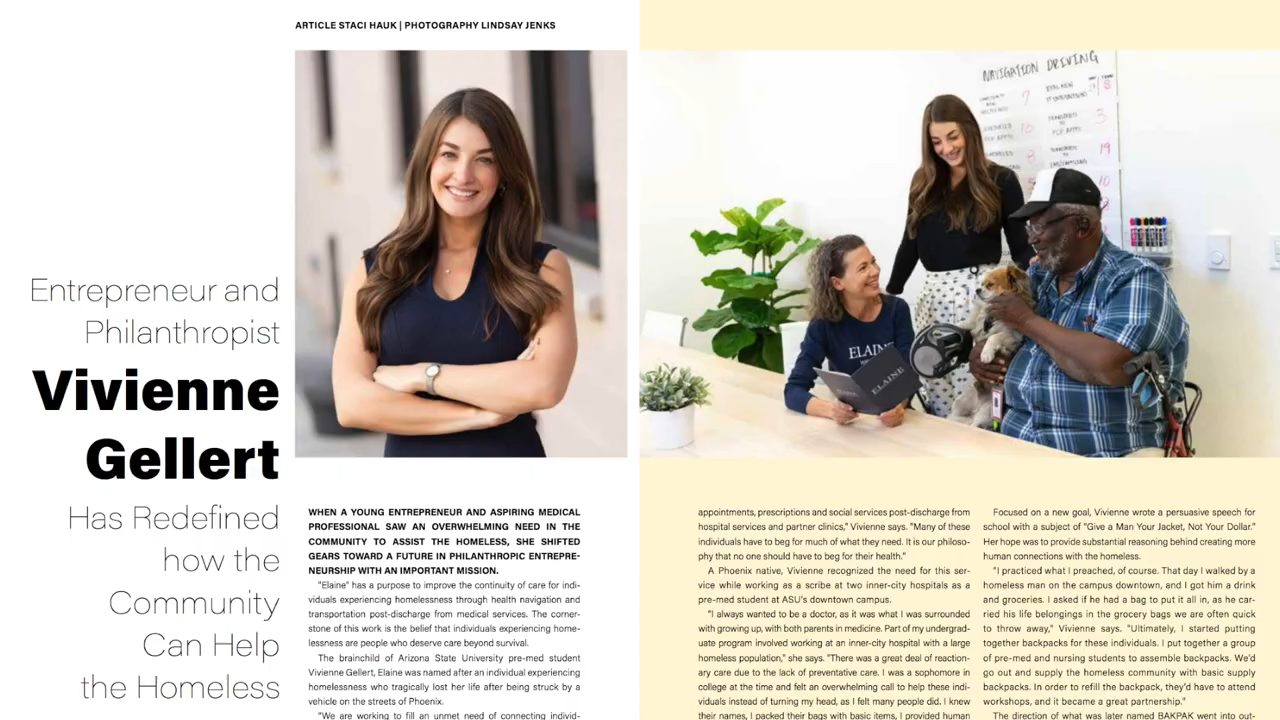 ARTICLE STACI HAUK | PHOTOGRAPHY LINDSAY JENKS
Entrepreneur and
Philanthropist
Vivienne
Gellert
Has Redefined
how the
Community
Can Help
the Homeless
WHEN A YOUNG ENTREPRENEUR AND ASPIRING MEDICAL
PROFESSIONAL SAW AN OVERWHELMING NEED IN THE
COMMUNITY TO ASSIST THE HOMELESS, SHE SHIFTED
GEARS TOWARD A FUTURE IN PHILANTHROPIC ENTREPRE-
NEURSHIP WITH AN IMPORTANT MISSION.
"Elaine" has a purpose to improve the continuity of care for indi-
viduals experiencing homelessness through health navigation and
transportation post-discharge from medical services. The corner-
stone of this work is the belief that individuals experiencing home-
lessness are people who deserve care beyond survival.
The brainchild of Arizona State University pre-med student
Vivienne Gellert, Elaine was named after an individual experiencing
homelessness who tragically lost her life after being struck by a
vehicle on the streets of Phoenix.
"We are working to fill an unmet need of connecting individ-
NAVIGATION DRIVING
7
8
10
3
8
19
10
ELAINE
ELAINE
appointments, prescriptions and social services post-discharge from
hospital services and partner clinics," Vivienne says. "Many of these
individuals have to beg for much of what they need. It is our philoso-
phy that no one should have to beg for their health."
A Phoenix native, Vivienne recognized the need for this ser-
vice while working as a scribe at two inner-city hospitals as a
pre-med student at ASU's downtown campus.
"I always wanted to be a doctor, as it was what I was surrounded
with growing up, with both parents in medicine. Part of my undergrad-
uate program involved working at an inner-city hospital with a large
homeless population," she says. "There was a great deal of reaction-
ary care due to the lack of preventative care. I was a sophomore in
college at the time and felt an overwhelming call to help these indi-
viduals instead of turning my head, as I felt many people did. I knew
their names, I packed their bags with basic items, I provided human
Focused on a new goal, Vivienne wrote a persuasive speech for
school with a subject of "Give a Man Your Jacket, Not Your Dollar."
Her hope was to provide substantial reasoning behind creating more
human connections with the homeless.
"I practiced what I preached, of course. That day I walked by a
homeless man on the campus downtown, and I got him a drink
and groceries. I asked if he had a bag to put it all in, as he car-
ried his life belongings in the grocery bags we are often quick
to throw away," Vivienne says. "Ultimately, I started putting
together backpacks for these individuals. I put together a group
of pre-med and nursing students to assemble backpacks. We'd
go out and supply the homeless community with basic supply
backpacks. In order to refill the backpack, they'd have to attend
workshops, and it became a great partnership."
The direction of what was later named BAKPAK went into out-